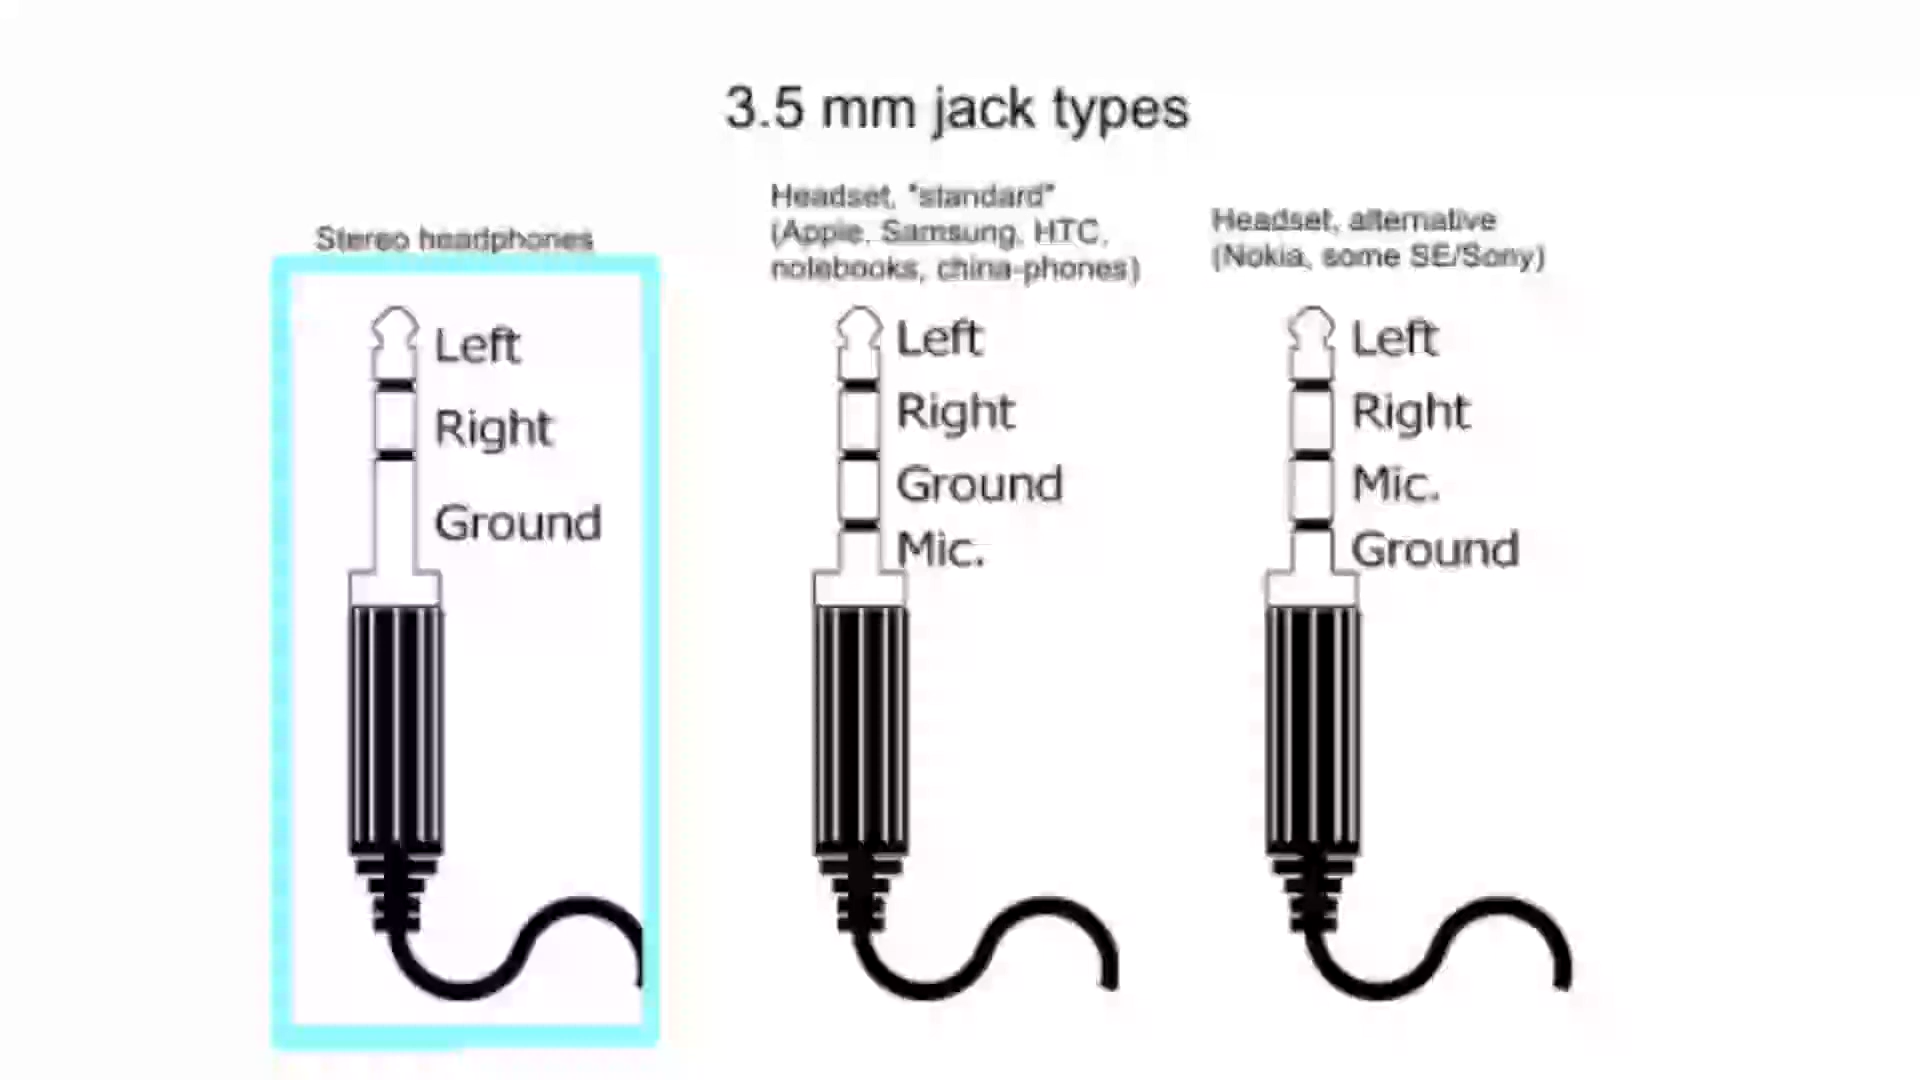 3.5 mm jack types
Stereo headphones
Left
Right
Ground
Headset, "standard"
(Apple, Samsung, HTC,
notebooks, china-phones)
Left
Right
Ground
Mic.
Headset, alternative
(Nokia, some SE/Sony)
Left
Right
Mic.
Ground